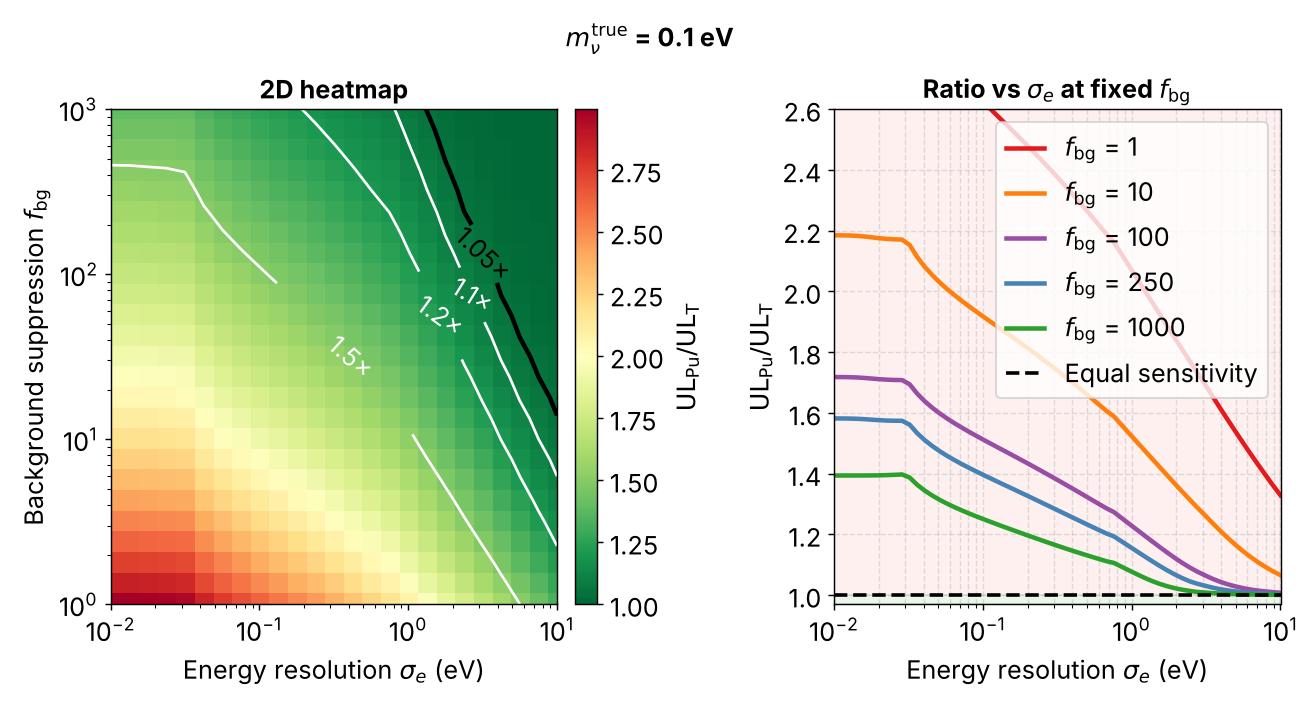 m_ν^true = 0.1 eV
2D heatmap
Background suppression f_bg
10³
10²
10¹
10⁰
10⁻² 10⁻¹ 10⁰ 10¹
Energy resolution σ_e (eV)
1.05×
1.1×
1.2×
1.5×
2.75
2.50
2.25
2.00
1.75
1.50
1.25
1.00
UL_Pu/UL_T
Ratio vs σ_e at fixed f_bg
UL_Pu/UL_T
2.6
2.4
2.2
2.0
1.8
1.6
1.4
1.2
1.0
f_bg = 1
f_bg = 10
f_bg = 100
f_bg = 250
f_bg = 1000
Equal sensitivity
10⁻² 10⁻¹ 10⁰ 10¹
Energy resolution σ_e (eV)